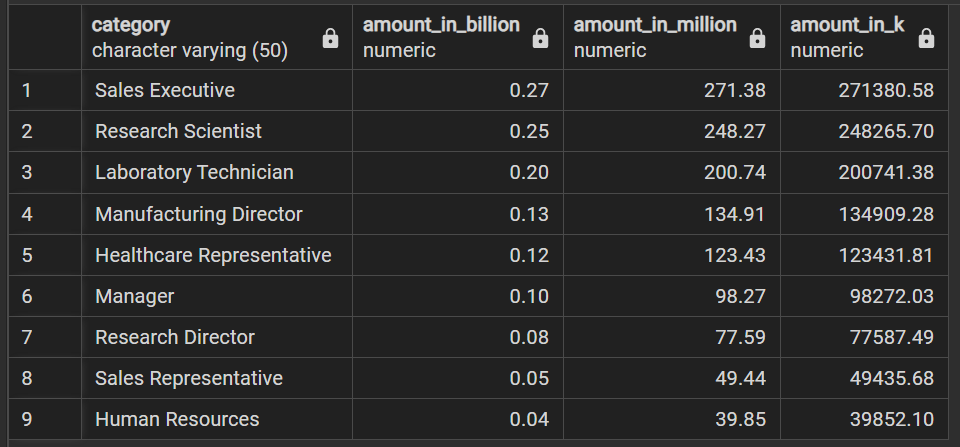 category amount_in_billion amount_in_million amount_in_k
character varying (50) numeric numeric numeric
1 Sales Executive 0.27 271.38 271380.58
2 Research Scientist 0.25 248.27 248265.70
3 Laboratory Technician 0.20 200.74 200741.38
4 Manufacturing Director 0.13 134.91 134909.28
5 Healthcare Representative 0.12 123.43 123431.81
6 Manager 0.10 98.27 98272.03
7 Research Director 0.08 77.59 77587.49
8 Sales Representative 0.05 49.44 49435.68
9 Human Resources 0.04 39.85 39852.10